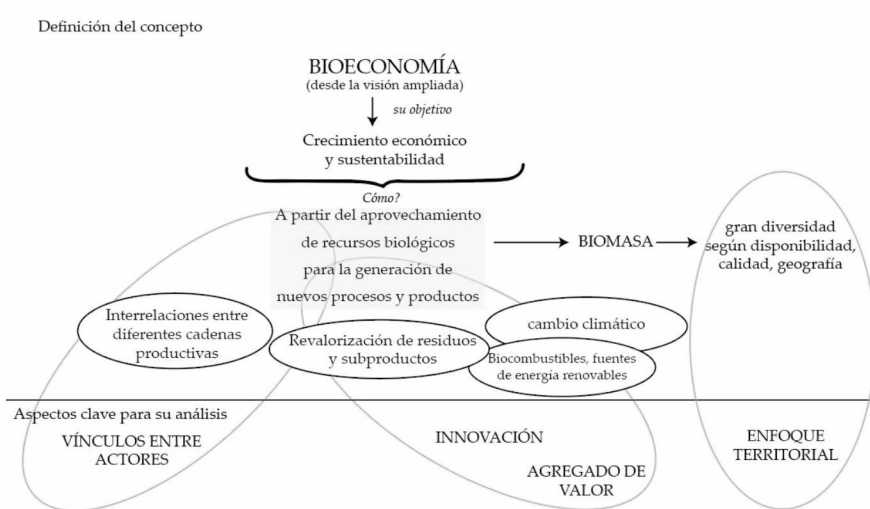 Definición del concepto
BIOECONOMÍA
(desde la visión ampliada)
su objetivo
Crecimiento económico
y sustentabilidad
Cómo?
A partir del aprovechamiento
de recursos biológicos
para la generación de
nuevos procesos y productos
BIOMASA
gran diversidad
según disponibilidad,
calidad, geografía
Interrelaciones entre
diferentes cadenas
productivas
Revalorización de residuos
y subproductos
cambio climático
Biocombustibles, fuentes
de energía renovables
Aspectos clave para su análisis
VÍNCULOS ENTRE
ACTORES
INNOVACIÓN
AGREGADO DE
VALOR
ENFOQUE
TERRITORIAL